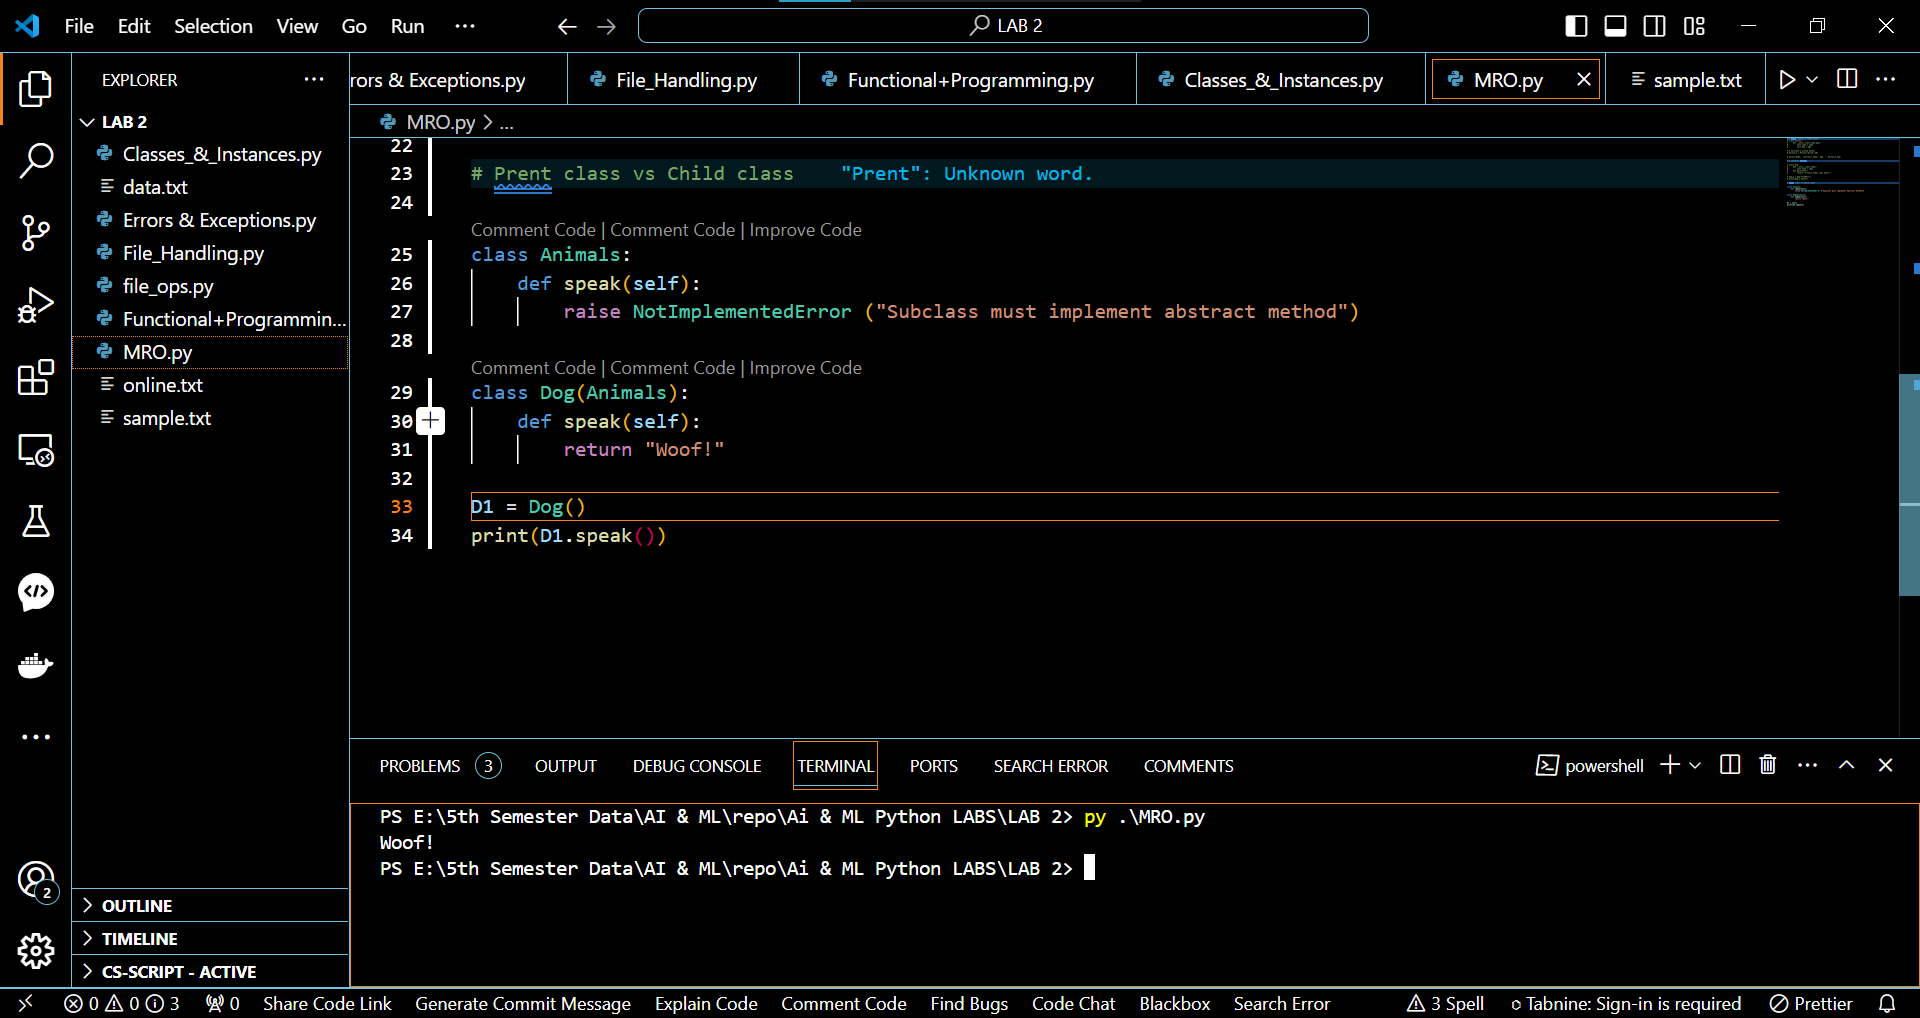 File Edit Selection View Go Run ··· LAB 2
EXPLORER ···
rors & Exceptions.py File_Handling.py Functional+Programming.py Classes_&_Instances.py MRO.py sample.txt
LAB 2
Classes_&_Instances.py
data.txt
Errors & Exceptions.py
File_Handling.py
file_ops.py
Functional+Programmin...
MRO.py
online.txt
sample.txt
OUTLINE
TIMELINE
CS-SCRIPT - ACTIVE
2
MRO.py > ...
22
23 # Prent class vs Child class "Prent": Unknown word.
24
Comment Code | Comment Code | Improve Code
25 class Animals:
26 def speak(self):
27 raise NotImplementedError ("Subclass must implement abstract method")
28
Comment Code | Comment Code | Improve Code
29 class Dog(Animals):
30 def speak(self):
31 return "Woof!"
32
33 D1 = Dog()
34 print(D1.speak())
PROBLEMS 3 OUTPUT DEBUG CONSOLE TERMINAL PORTS SEARCH ERROR COMMENTS powershell
PS E:\5th Semester Data\AI & ML\repo\Ai & ML Python LABS\LAB 2> py .\MRO.py
Woof!
PS E:\5th Semester Data\AI & ML\repo\Ai & ML Python LABS\LAB 2>
0 0 3 0 Share Code Link Generate Commit Message Explain Code Comment Code Find Bugs Code Chat Blackbox Search Error 3 Spell Tabnine: Sign-in is required Prettier